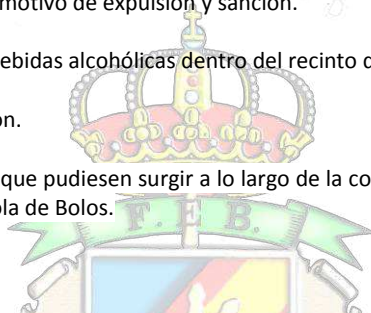 motivo de expulsión y sanción.
ebidas alcohólicas dentro del recinto d
ón.
que pudiesen surgir a lo largo de la co
ola de Bolos.
F. E. B.